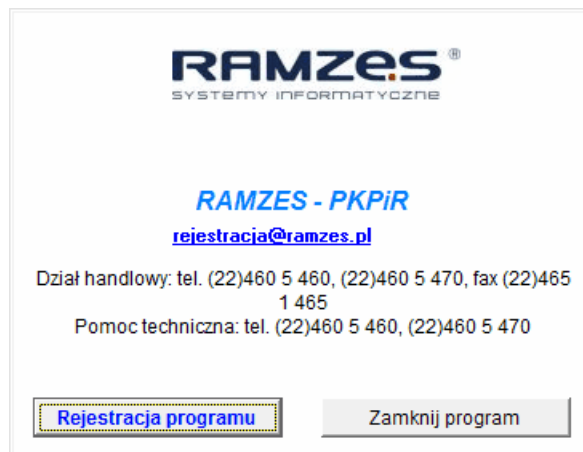 RAMZES®
SYSTEMY INFORMATYCZNE
RAMZES - PKPiR
rejestracja@ramzes.pl
Dział handlowy: tel. (22)460 5 460, (22)460 5 470, fax (22)465
1 465
Pomoc techniczna: tel. (22)460 5 460, (22)460 5 470
Rejestracja programu Zamknij program